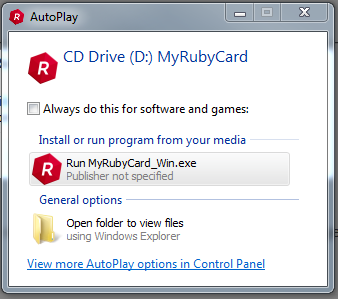 AutoPlay
CD Drive (D:) MyRubyCard
Always do this for software and games:
Install or run program from your media
Run MyRubyCard_Win.exe
Publisher not specified
General options
Open folder to view files
using Windows Explorer
View more AutoPlay options in Control Panel